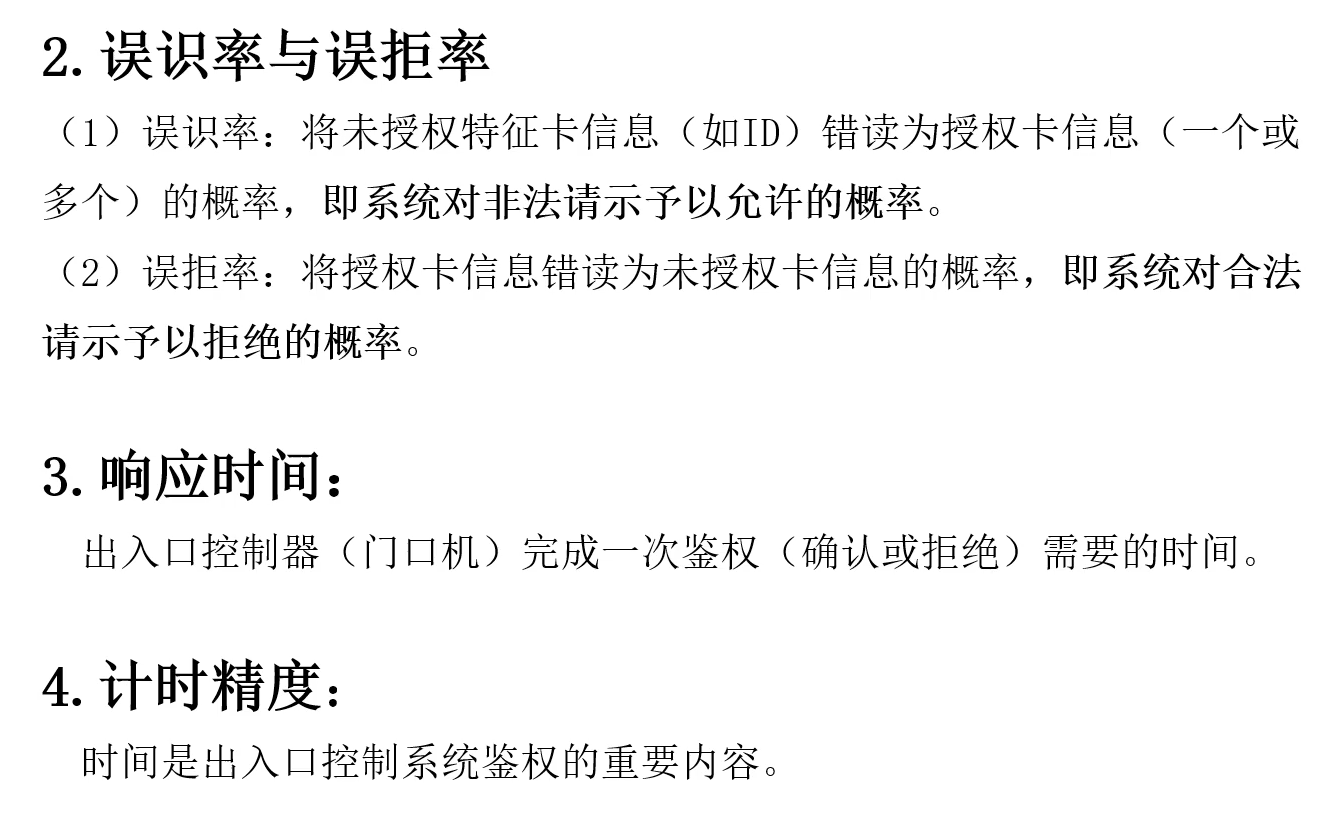 2. 误识率与误拒率
（1）误识率：将未授权特征卡信息（如ID）错读为授权卡信息（一个或
多个）的概率，即系统对非法请示予以允许的概率。
（2）误拒率：将授权卡信息错读为未授权卡信息的概率，即系统对合法
请示予以拒绝的概率。
3. 响应时间：
出入口控制器（门口机）完成一次鉴权（确认或拒绝）需要的时间。
4. 计时精度：
时间是出入口控制系统鉴权的重要内容。